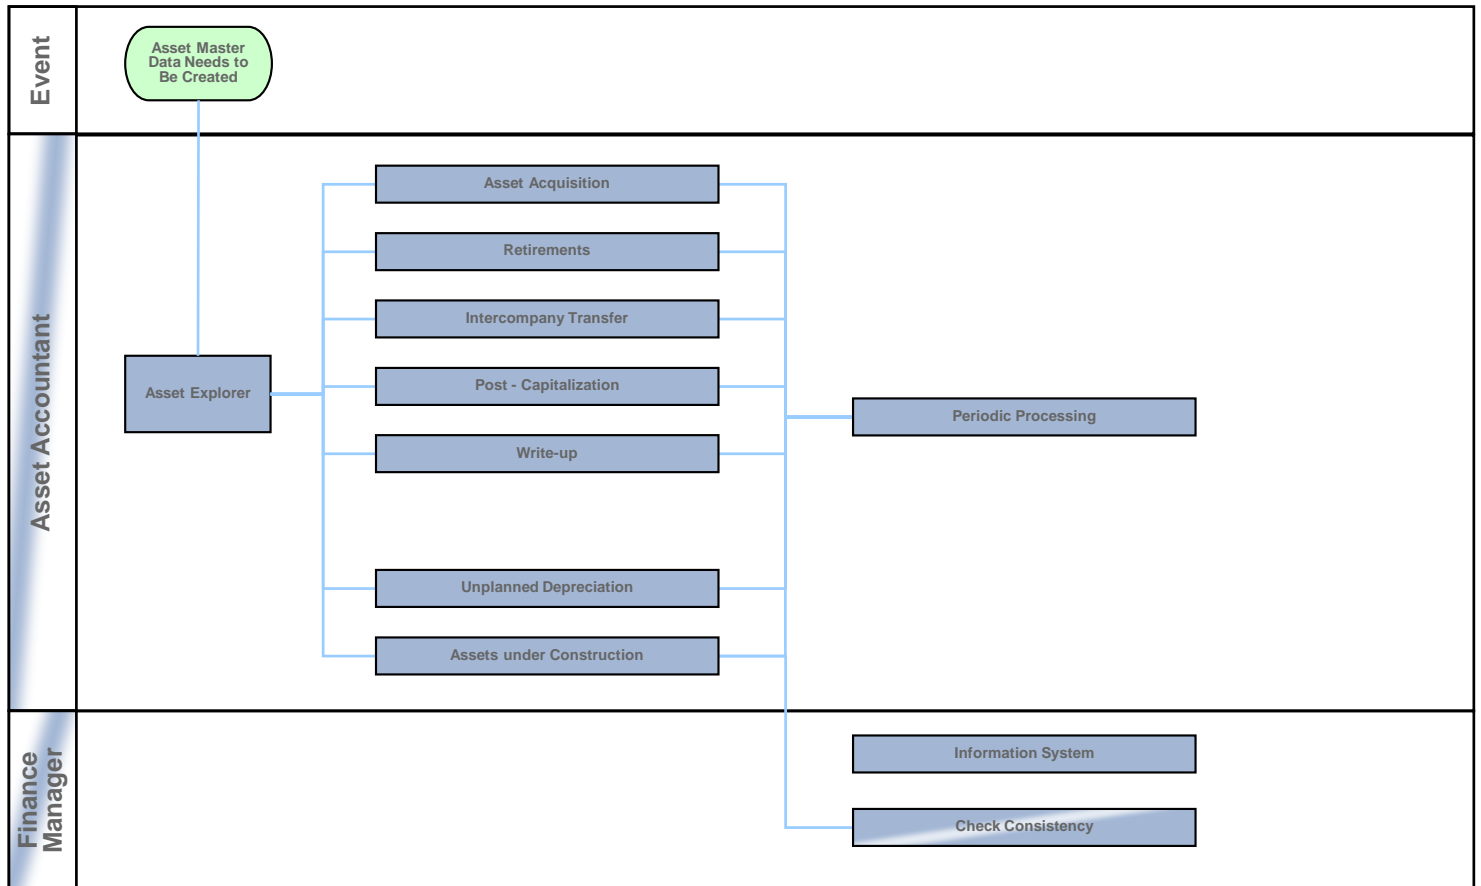 Event
Asset Master
Data Needs to
Be Created
Asset Accountant
Asset Acquisition
Retirements
Intercompany Transfer
Post - Capitalization
Asset Explorer
Periodic Processing
Write-up
Unplanned Depreciation
Assets under Construction
Finance
Manager
Information System
Check Consistency